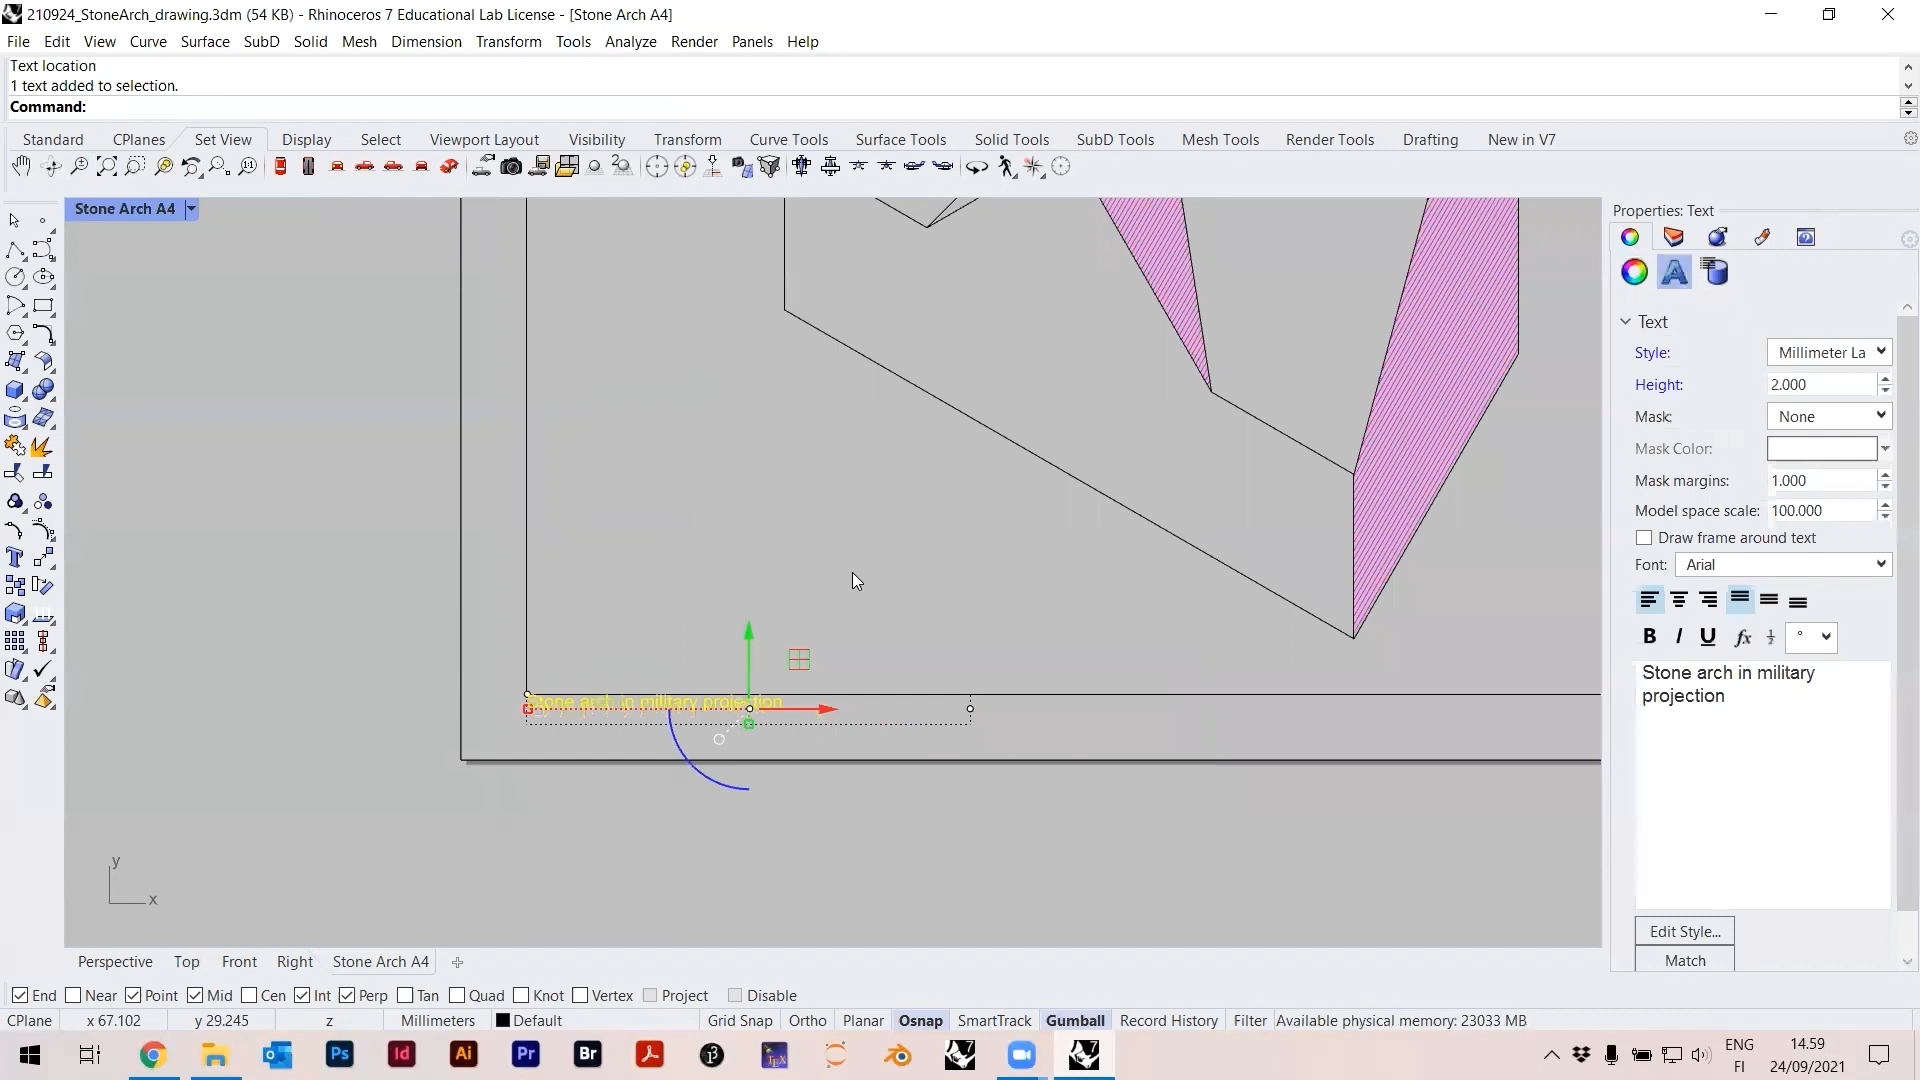 210924_StoneArch_drawing.3dm (54 KB) - Rhinoceros 7 Educational Lab License - [Stone Arch A4]
File Edit View Curve Surface SubD Solid Mesh Dimension Transform Tools Analyze Render Panels Help
Text location
1 text added to selection.
Command:
Standard CPlanes Set View Display Select Viewport Layout Visibility Transform Curve Tools Surface Tools Solid Tools SubD Tools Mesh Tools Render Tools Drafting New in V7
Stone Arch A4
Properties: Text
Text
Style: Millimeter La
Height: 2.000
Mask: None
Mask Color:
Mask margins: 1.000
Model space scale: 100.000
Draw frame around text
Font: Arial
B I U fx ½ °
Stone arch in military
projection
Stone arch in military projection
y
x
Edit Style...
Match
Perspective Top Front Right Stone Arch A4
End Near Point Mid Cen Int Perp Tan Quad Knot Vertex Project Disable
CPlane x 67.102 y 29.245 z Millimeters Default Grid Snap Ortho Planar Osnap SmartTrack Gumball Record History Filter Available physical memory: 23033 MB
Ps Id Ai Pr Br
ENG
FI
14.59
24/09/2021